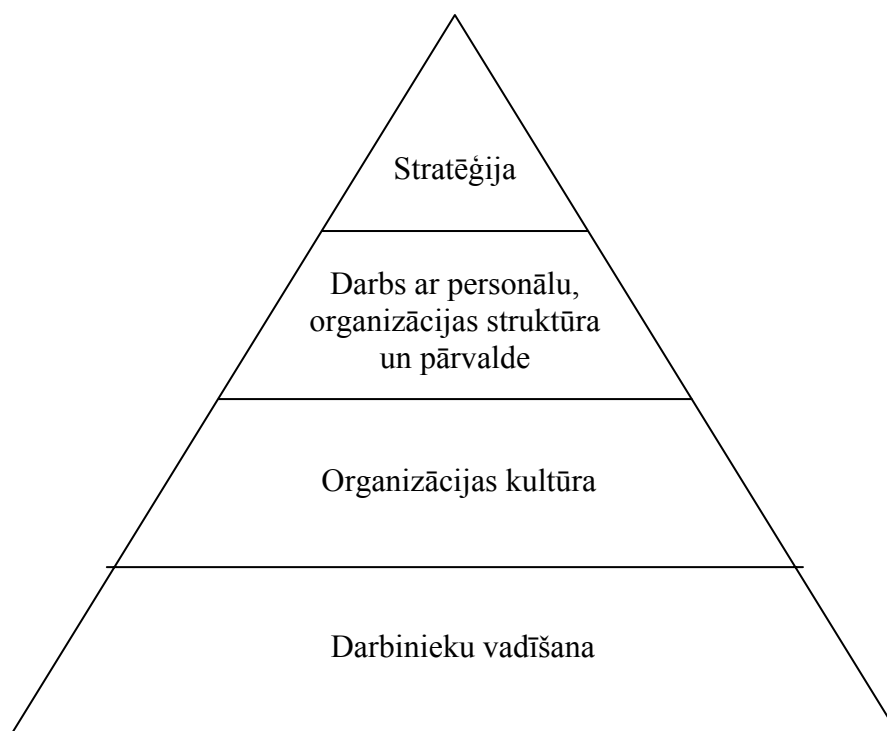 Stratēģija
Darbs ar personālu,
organizācijas struktūra
un pārvalde
Organizācijas kultūra
Darbinieku vadīšana